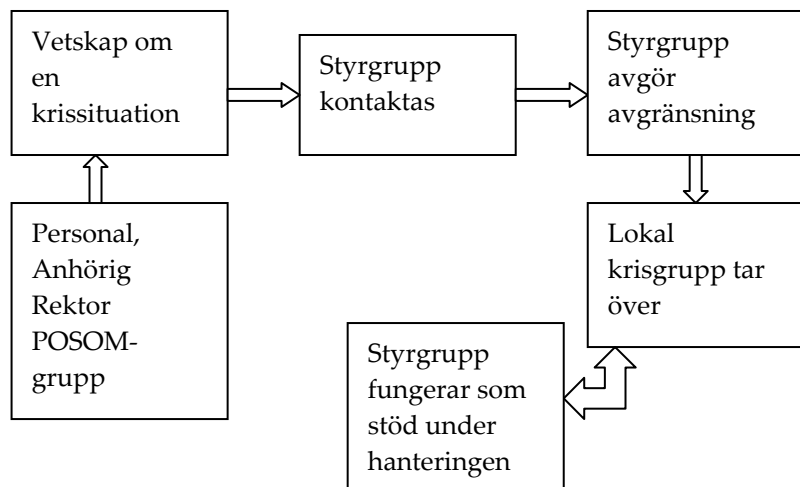 Vetskap om
en
krissituation
Styrgrupp
kontaktas
Styrgrupp
avgör
avgränsning
Personal,
Anhörig
Rektor
POSOM-
grupp
Lokal
krisgrupp tar
över
Styrgrupp
fungerar som
stöd under
hanteringen